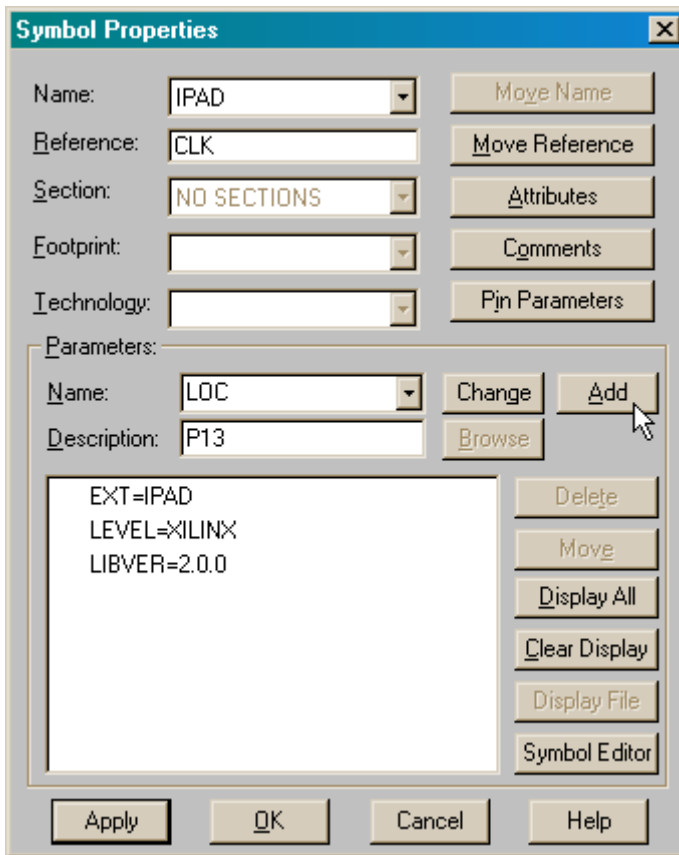 Symbol Properties
Name: IPAD Move Name
Reference: CLK Move Reference
Section: NO SECTIONS Attributes
Footprint: Comments
Technology: Pin Parameters
Parameters:
Name: LOC Change Add
Description: P13 Browse
EXT=IPAD Delete
LEVEL=XILINX Move
LIBVER=2.0.0 Display All
Clear Display
Display File
Symbol Editor
Apply OK Cancel Help